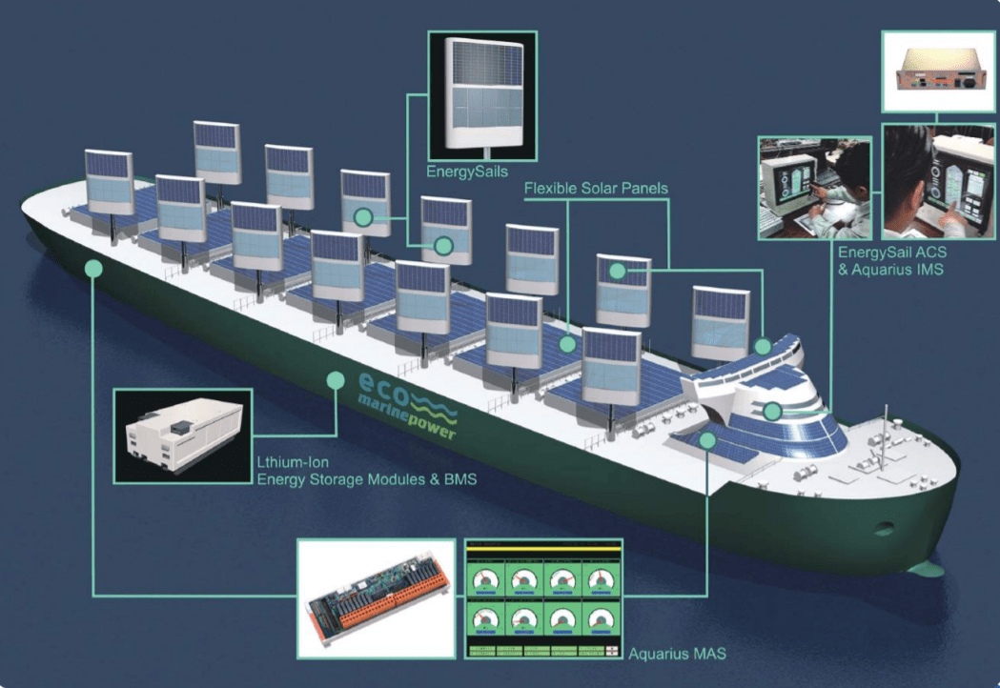 EnergySails
Flexible Solar Panels
EnergySail ACS
& Aquarius IMS
eco
marinepower
Lthium-Ion
Energy Storage Modules & BMS
Aquarius MAS